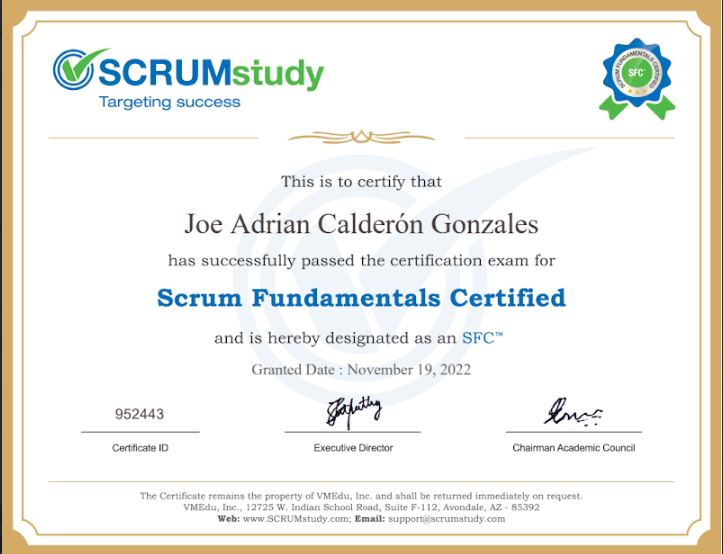 SCRUMstudy
Targeting success
SCRUM FUNDAMENTALS CERTIFIED
SFC
This is to certify that
Joe Adrian Calderón Gonzales
has successfully passed the certification exam for
Scrum Fundamentals Certified
and is hereby designated as an SFC™
Granted Date : November 19, 2022
952443
Certificate ID
Executive Director
Chairman Academic Council
The Certificate remains the property of VMEdu, Inc. and shall be returned immediately on request.
VMEdu, Inc., 12725 W. Indian School Road, Suite F-112, Avondale, AZ - 85392
Web: www.SCRUMstudy.com; Email: support@scrumstudy.com